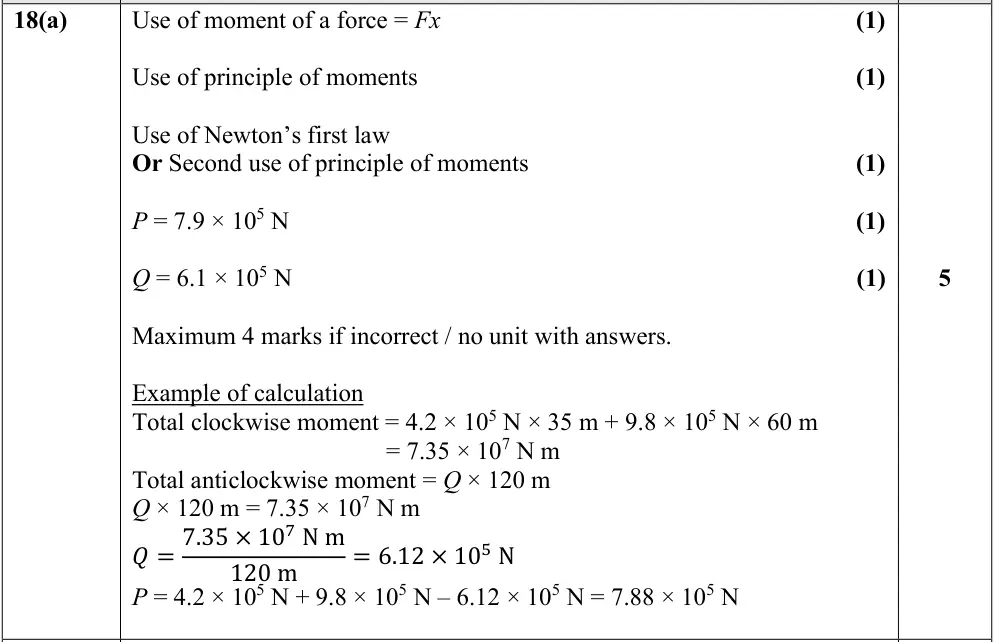 18(a) Use of moment of a force = Fx (1)
Use of principle of moments (1)
Use of Newton’s first law
Or Second use of principle of moments (1)
P = 7.9 × 10⁵ N (1)
Q = 6.1 × 10⁵ N (1) 5
Maximum 4 marks if incorrect / no unit with answers.
Example of calculation
Total clockwise moment = 4.2 × 10⁵ N × 35 m + 9.8 × 10⁵ N × 60 m
= 7.35 × 10⁷ N m
Total anticlockwise moment = Q × 120 m
Q × 120 m = 7.35 × 10⁷ N m
Q = 7.35 × 10⁷ N m / 120 m = 6.12 × 10⁵ N
P = 4.2 × 10⁵ N + 9.8 × 10⁵ N – 6.12 × 10⁵ N = 7.88 × 10⁵ N